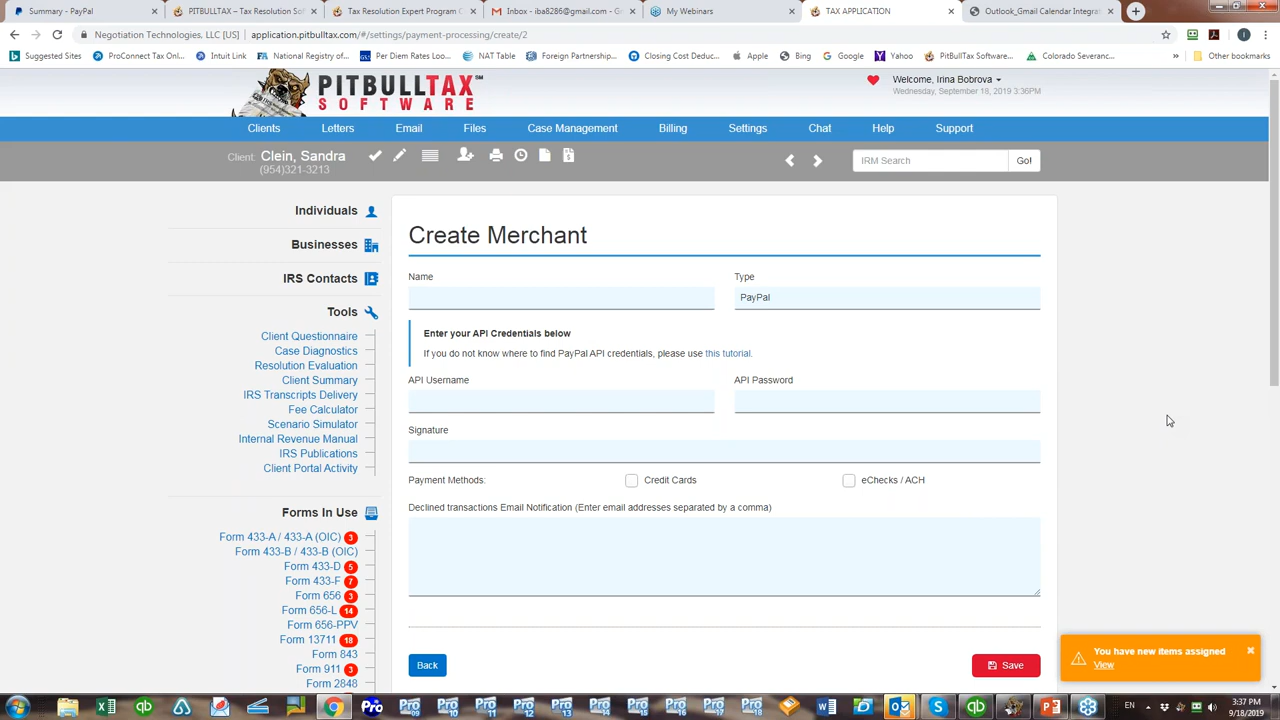 Summary - PayPal
PITBULLTAX – Tax Resolution Sof
Tax Resolution Expert Program C
Inbox - iba8286@gmail.com - G
My Webinars
TAX APPLICATION
Outlook_Gmail Calendar Integrat
Negotiation Technologies, LLC [US]
application.pitbulltax.com/#/settings/payment-processing/create/2
Suggested Sites
ProConnect Tax Onl...
Intuit Link
National Registry of...
Per Diem Rates Loo...
NAT Table
Foreign Partnership...
Closing Cost Deduc...
Apple
Bing
Google
Yahoo
PitBullTax Software...
Colorado Severanc...
Other bookmarks
PITBULLTAX
SOFTWARE
Welcome, Irina Bobrova
Wednesday, September 18, 2019 3:36PM
Clients Letters Email Files Case Management Billing Settings Chat Help Support
Client: Clein, Sandra
(954)321-3213
IRM Search
Go!
Individuals
Businesses
IRS Contacts
Tools
Client Questionnaire
Case Diagnostics
Resolution Evaluation
Client Summary
IRS Transcripts Delivery
Fee Calculator
Scenario Simulator
Internal Revenue Manual
IRS Publications
Client Portal Activity
Forms In Use
Form 433-A / 433-A (OIC) 3
Form 433-B / 433-B (OIC)
Form 433-D 5
Form 433-F 7
Form 656 3
Form 656-L 14
Form 656-PPV
Form 13711 18
Form 843
Form 911 3
Form 2848
Create Merchant
Name
Type
PayPal
Enter your API Credentials below
If you do not know where to find PayPal API credentials, please use this tutorial.
API Username
API Password
Signature
Payment Methods:
Credit Cards
eChecks / ACH
Declined transactions Email Notification (Enter email addresses separated by a comma)
Back
Save
You have new items assigned
View
EN
3:37 PM
9/18/2019